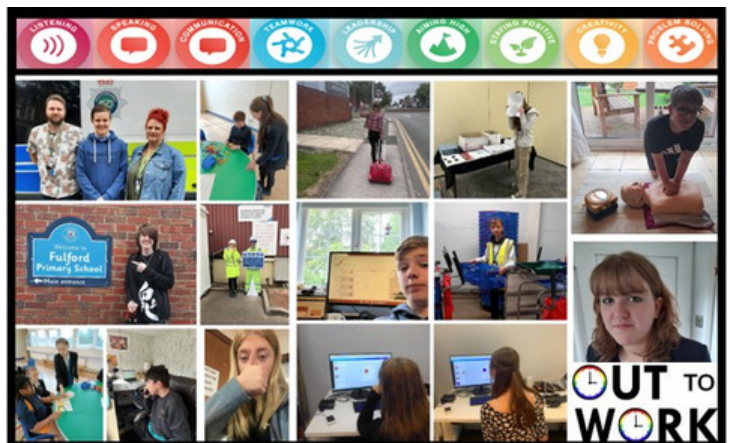 LISTENING
SPEAKING
COMMUNICATION
TEAMWORK
LEADERSHIP
AIMING HIGH
STAYING POSITIVE
CREATIVITY
PROBLEM SOLVING
Welcome to
Fulford
Primary School
Main entrance
OUT TO
WORK